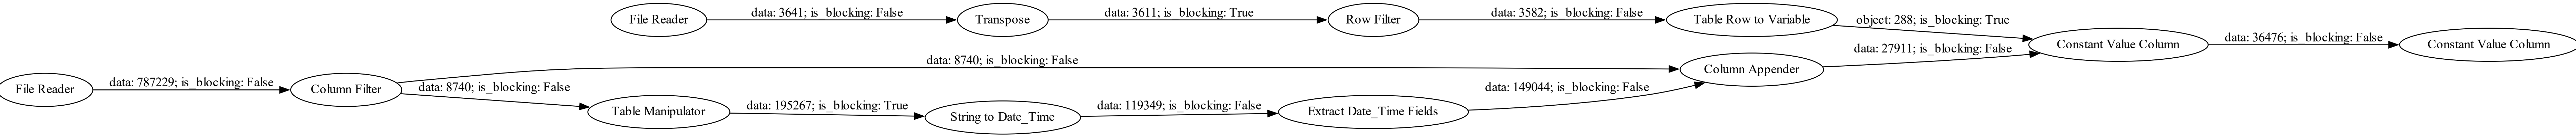 File Reader
data: 3641; is_blocking: False
Transpose
data: 3611; is_blocking: True
Row Filter
data: 3582; is_blocking: False
Table Row to Variable
object: 288; is_blocking: True
File Reader
data: 787229; is_blocking: False
Column Filter
data: 8740; is_blocking: False
data: 8740; is_blocking: False
Table Manipulator
data: 195267; is_blocking: True
String to Date_Time
data: 119349; is_blocking: False
Extract Date_Time Fields
data: 149044; is_blocking: False
Column Appender
data: 27911; is_blocking: False
Constant Value Column
data: 36476; is_blocking: False
Constant Value Column